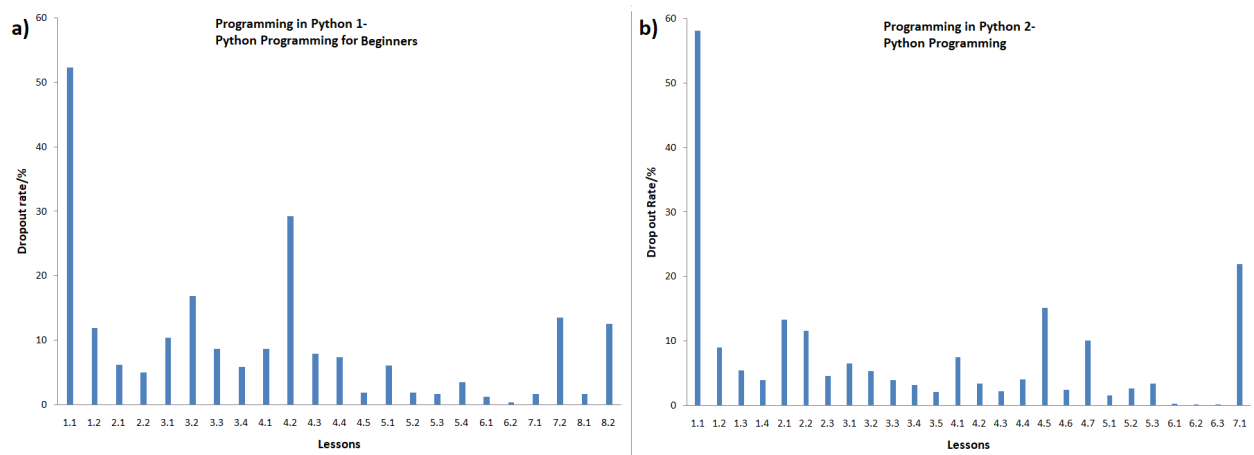 a)
Programming in Python 1-
Python Programming for Beginners
Dropout rate/%
60
50
40
30
20
10
0
1.1 1.2 2.1 2.2 3.1 3.2 3.3 3.4 4.1 4.2 4.3 4.4 4.5 5.1 5.2 5.3 5.4 6.1 6.2 7.1 7.2 8.1 8.2
Lessons
b)
Programming in Python 2-
Python Programming
Drop out Rate/%
60
50
40
30
20
10
0
1.1 1.2 1.3 1.4 2.1 2.2 2.3 3.1 3.2 3.3 3.4 3.5 4.1 4.2 4.3 4.4 4.5 4.6 4.7 5.1 5.2 5.3 6.1 6.2 6.3 7.1
Lessons